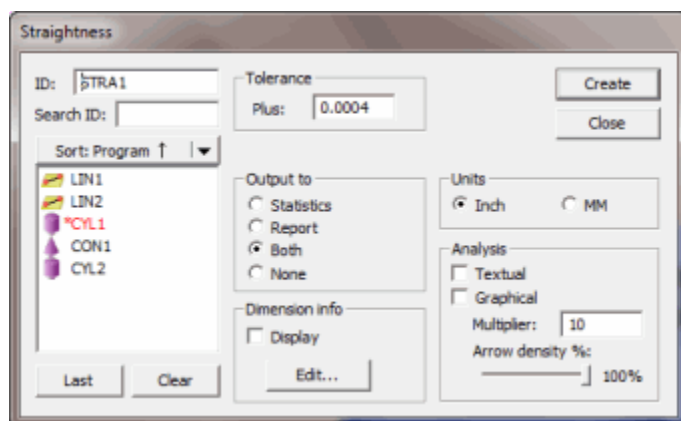 Straightness
ID: STRA1
Search ID:
Sort: Program ↑
LIN1
LIN2
*CYL1
CON1
CYL2
Last
Clear
Tolerance
Plus: 0.0004
Output to
Statistics
Report
Both
None
Dimension info
Display
Edit...
Create
Close
Units
Inch
MM
Analysis
Textual
Graphical
Multiplier: 10
Arrow density %:
100%